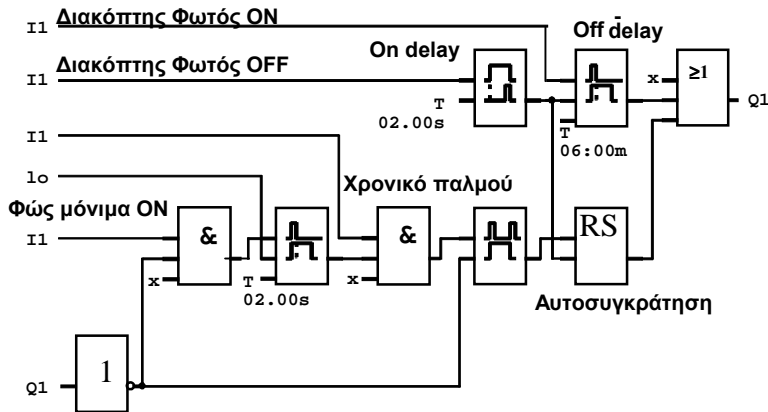 I1 Διακόπτης Φωτός ON
Off delay
On delay
I1 Διακόπτης Φωτός OFF
x ≥1
T
02.00s
Q1
I1
T
06:00m
lo
Χρονικό παλμού
Φώς μόνιμα ON
I1
&
&
RS
x
T
02.00s
x
Αυτοσυγκράτηση
1
Q1